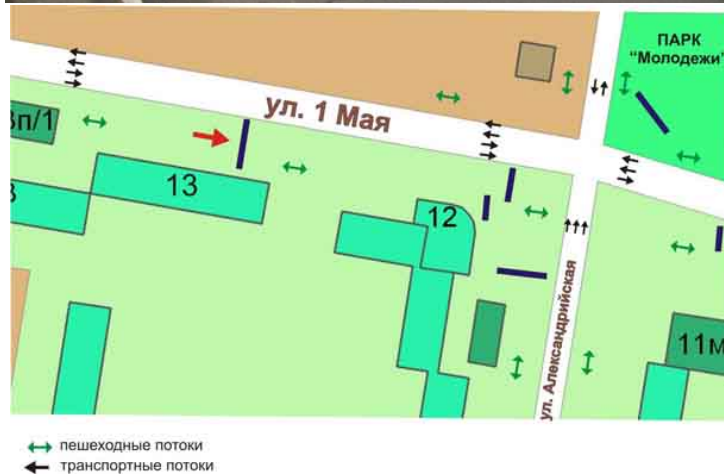 ПАРК
"Молодежи"
ул. 1 Мая
3п/1
13
12
ул. Александрийская
11м
пешеходные потоки
транспортные потоки